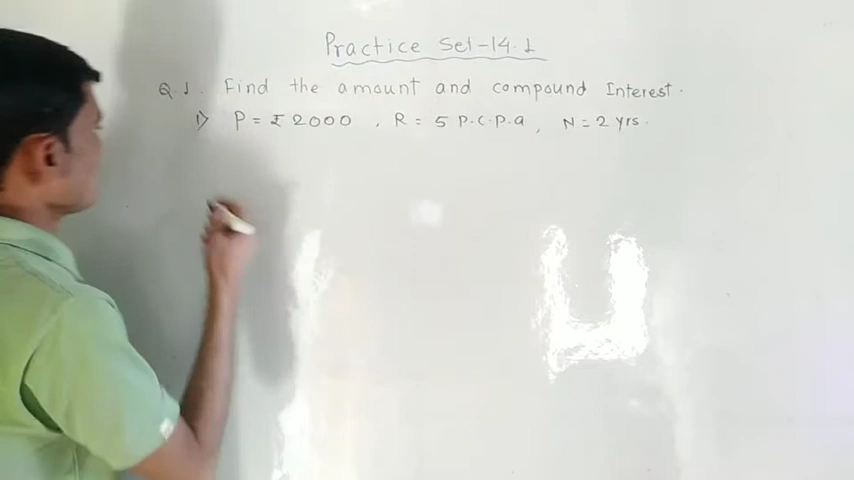 Practice Set-14.1
Q.1. Find the amount and compound Interest.
1) P = ₹ 2000 , R = 5 P.C.P.a , N = 2 yrs.